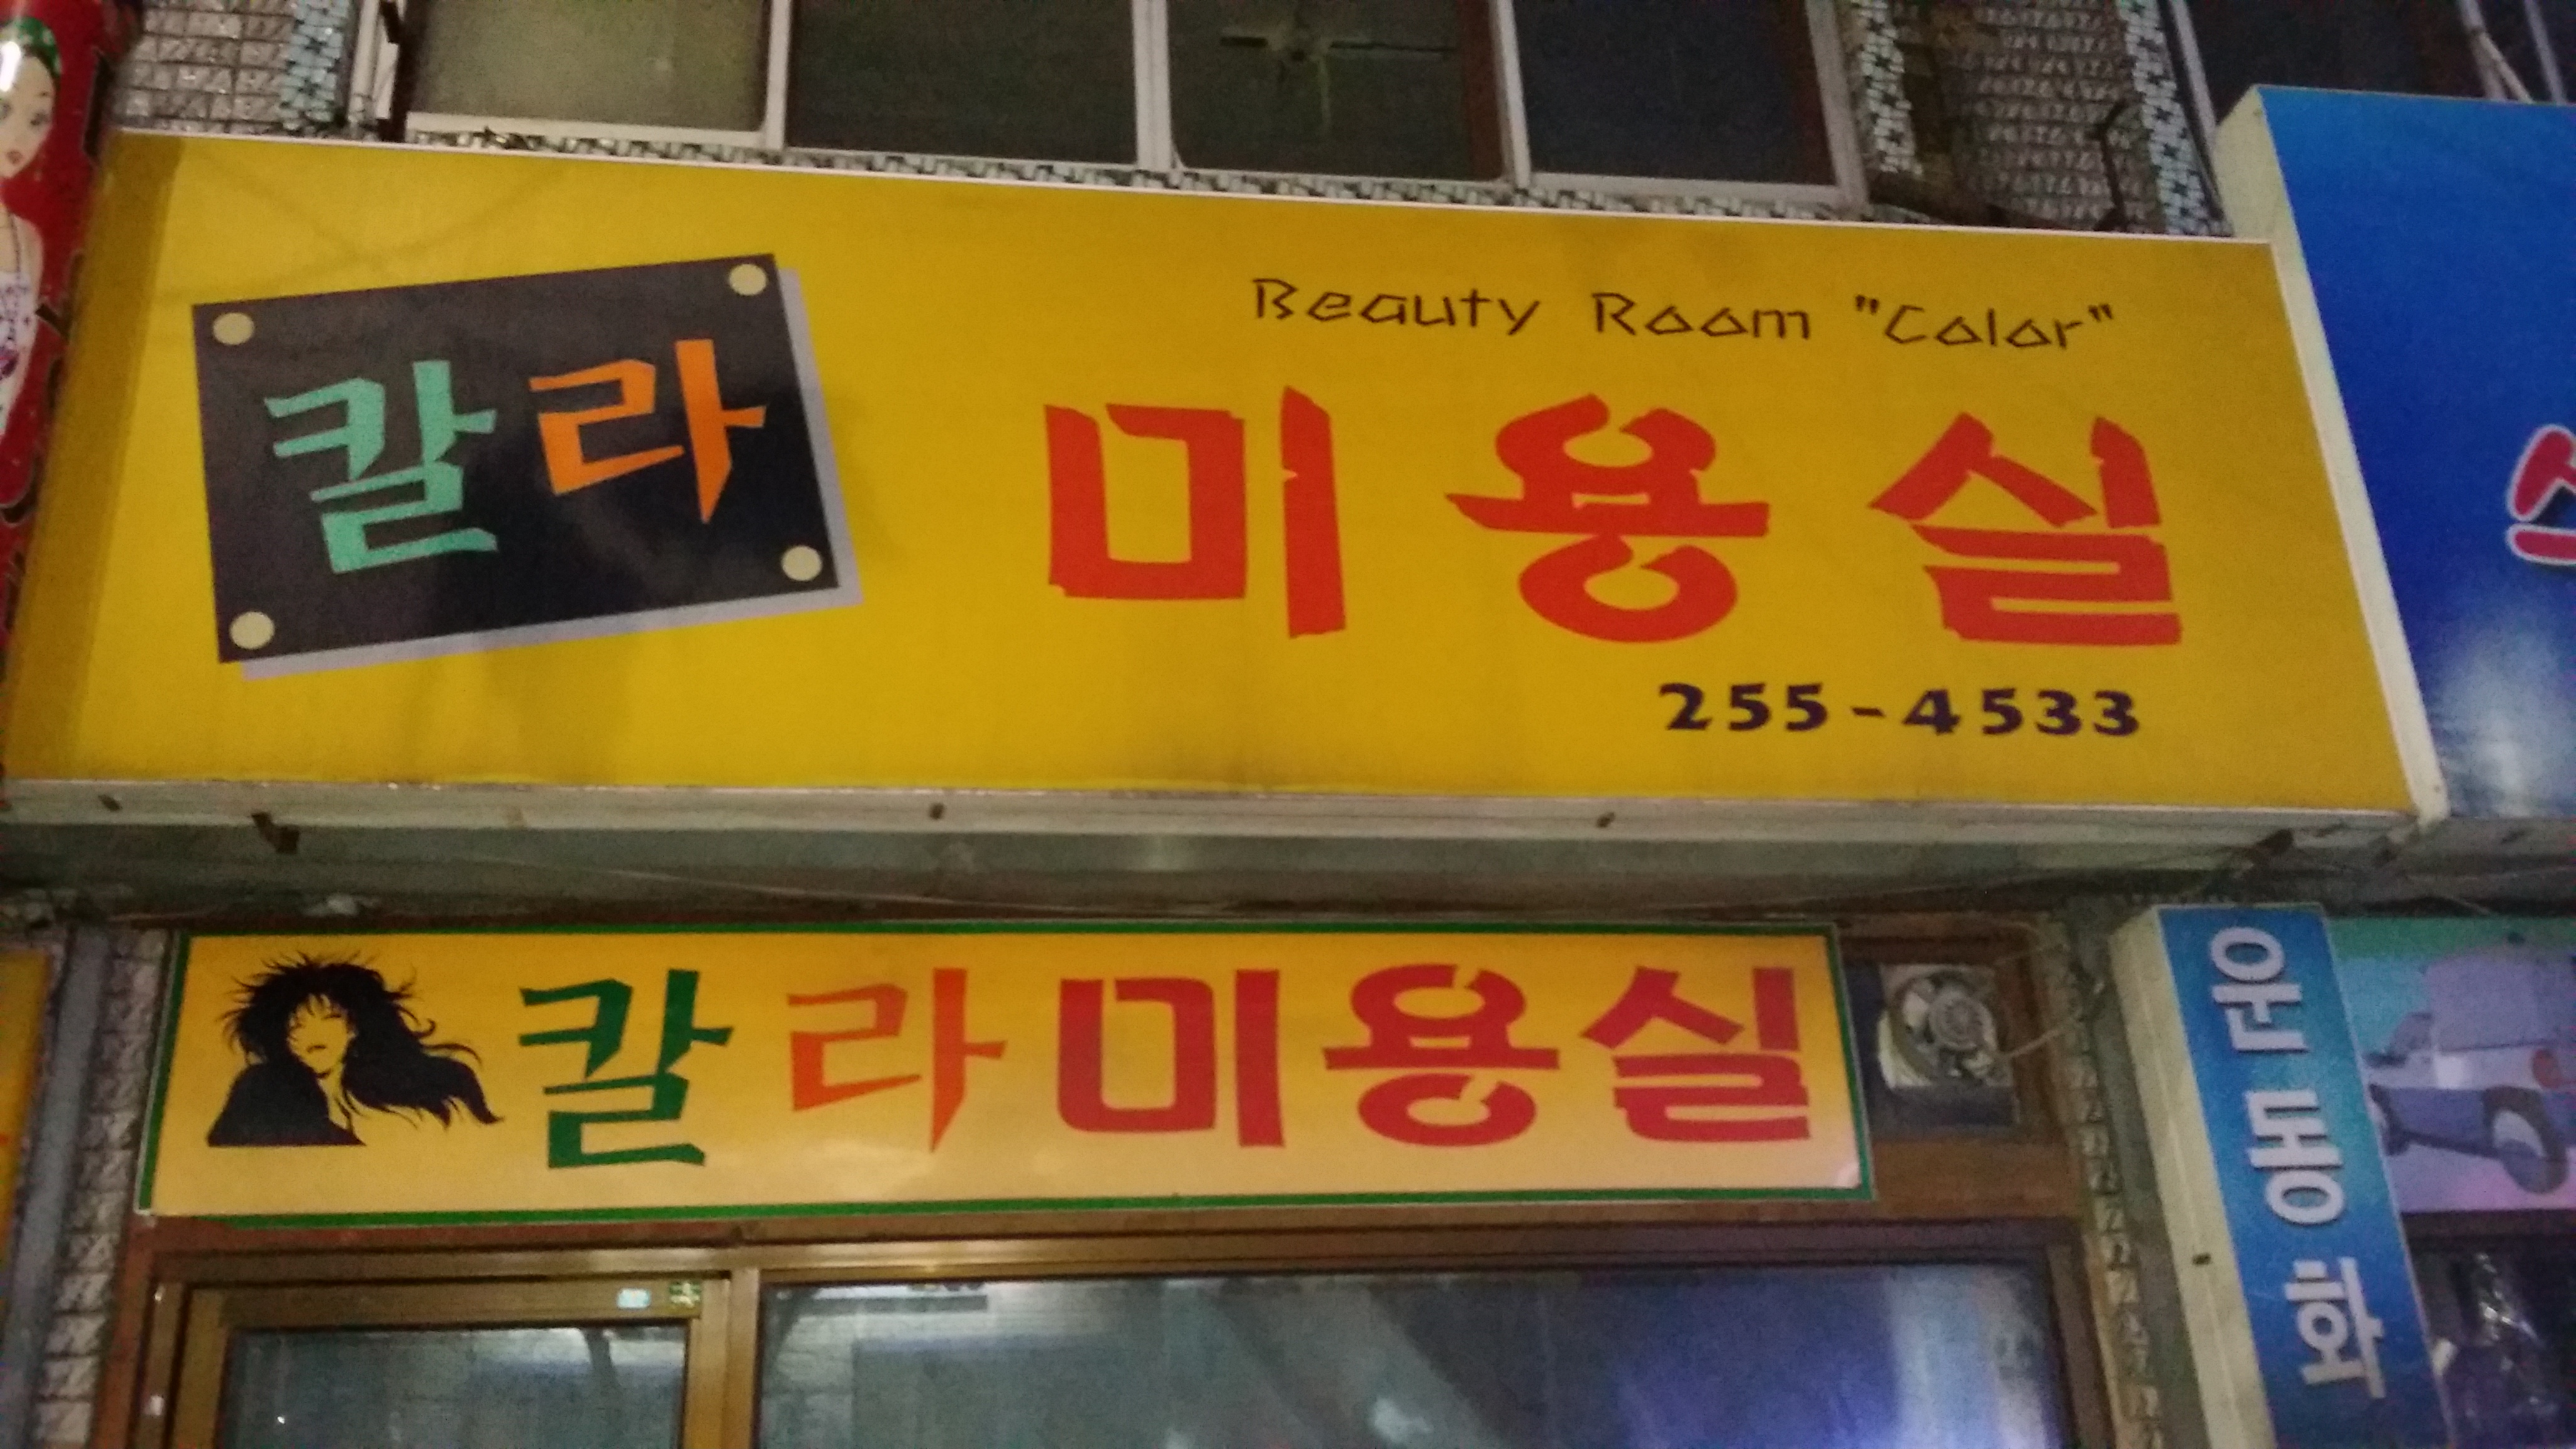 칼라
Beauty Room "Color"
미용실
255-4533
칼라미용실
운동화